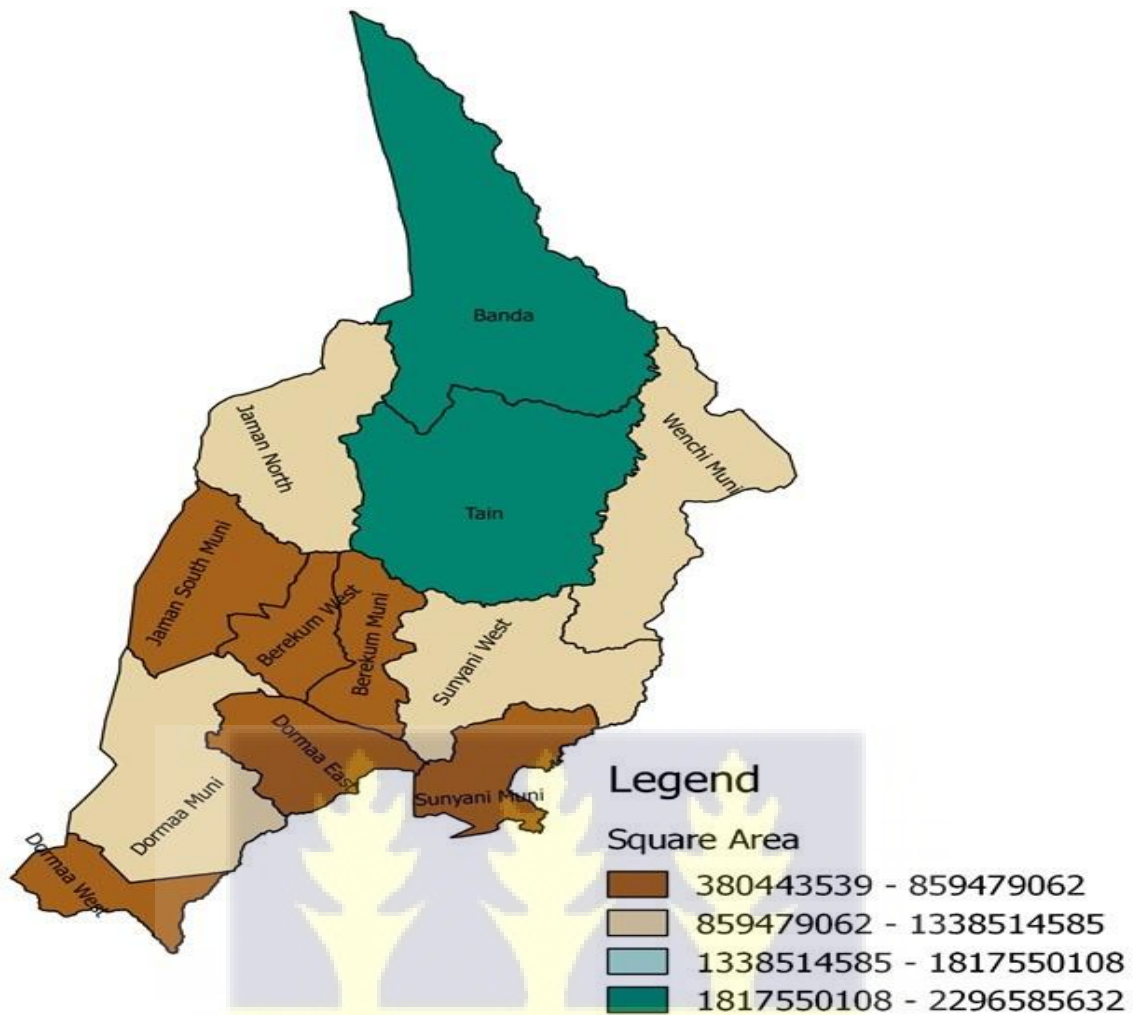 Banda
Jaman North
Wenchi Muni
Tain
Jaman South Muni
Berekum West
Berekum Muni
Sunyani West
Dormaa East
Sunyani Muni
Dormaa Muni
Dormaa West
Legend
Square Area
380443539 - 859479062
859479062 - 1338514585
1338514585 - 1817550108
1817550108 - 2296585632